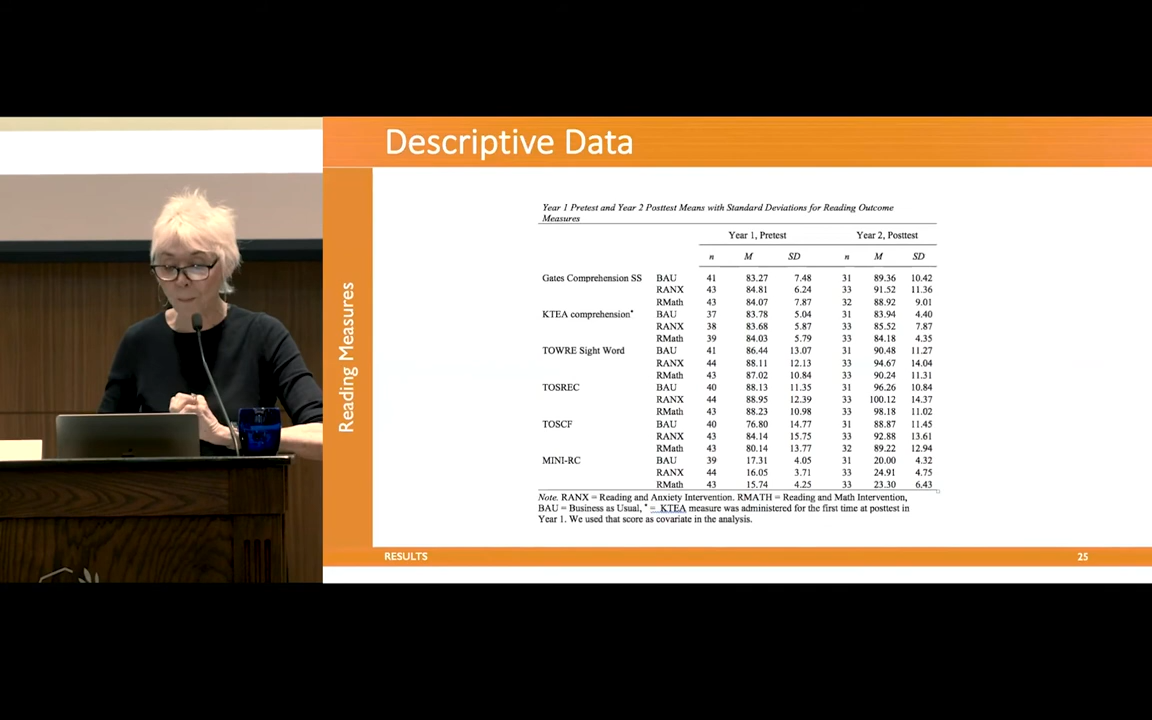 Descriptive Data
Reading Measures
Year 1 Pretest and Year 2 Posttest Means with Standard Deviations for Reading Outcome
Measures
Year 1, Pretest Year 2, Posttest
n M SD n M SD
Gates Comprehension SS BAU 41 83.27 7.48 31 89.36 10.42
RANX 43 84.81 6.24 33 91.52 11.36
RMath 43 84.07 7.87 32 88.92 9.01
KTEA comprehension* BAU 37 83.78 5.04 31 83.94 4.40
RANX 38 83.68 5.87 33 85.52 7.87
RMath 39 84.03 5.79 33 84.18 4.35
TOWRE Sight Word BAU 41 86.44 13.07 31 90.48 11.27
RANX 44 88.11 12.13 33 94.67 14.04
RMath 43 87.02 10.84 33 90.24 11.31
TOSREC BAU 40 88.13 11.35 31 96.26 10.84
RANX 44 88.95 12.39 33 100.12 14.37
RMath 43 88.23 10.98 33 98.18 11.02
TOSCF BAU 40 76.80 14.77 31 88.87 11.45
RANX 43 84.14 15.75 33 92.88 13.61
RMath 43 80.14 13.77 32 89.22 12.94
MINI-RC BAU 39 17.31 4.05 31 20.00 4.32
RANX 44 16.05 3.71 33 24.91 4.75
RMath 43 15.74 4.25 33 23.30 6.43
Note. RANX = Reading and Anxiety Intervention. RMATH = Reading and Math Intervention,
BAU = Business as Usual, * = KTEA measure was administered for the first time at posttest in
Year 1. We used that score as covariate in the analysis.
RESULTS 25